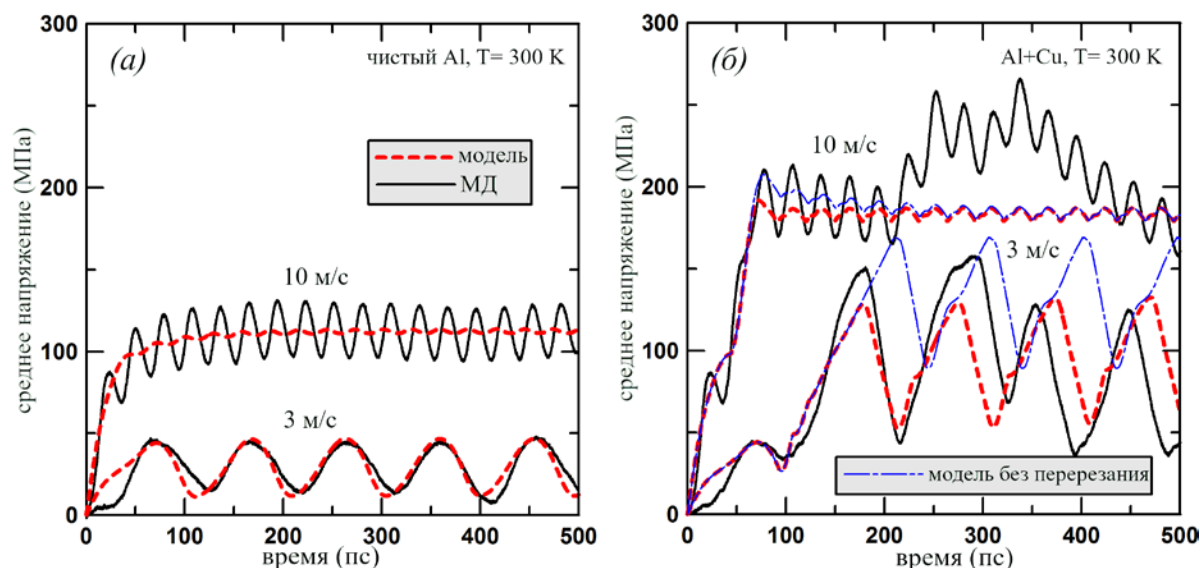 (а)
чистый Al, T= 300 K
300
200
100
0
среднее напряжение (МПа)
модель
МД
10 м/с
3 м/с
0
100
200
300
400
500
время (пс)
(б)
Al+Cu, T= 300 K
300
200
100
0
среднее напряжение (МПа)
10 м/с
3 м/с
модель без перерезания
0
100
200
300
400
500
время (пс)